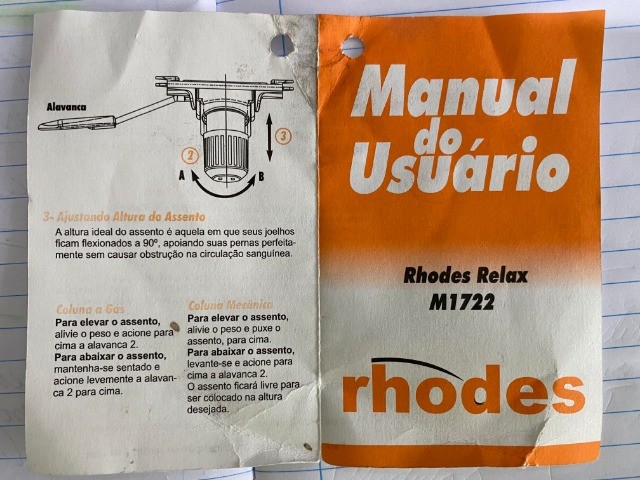 Alavanca
2
3
A
B
3- Ajustando Altura do Assento
A altura ideal do assento é aquela em que seus joelhos
ficam flexionados a 90º, apoiando suas pernas perfeita-
mente sem causar obstrução na circulação sanguínea.
Coluna a Gas
Para elevar o assento,
alivie o peso e acione para
cima a alavanca 2.
Para abaixar o assento,
mantenha-se sentado e
acione levemente a alavan-
ca 2 para cima.
Coluna Mecânica
Para elevar o assento,
alivie o peso e puxe o
assento, para cima.
Para abaixar o assento,
levante-se e acione para
cima a alavanca 2.
O assento ficará livre para
ser colocado na altura
desejada.
Manual
do
Usuário
Rhodes Relax
M1722
rhodes